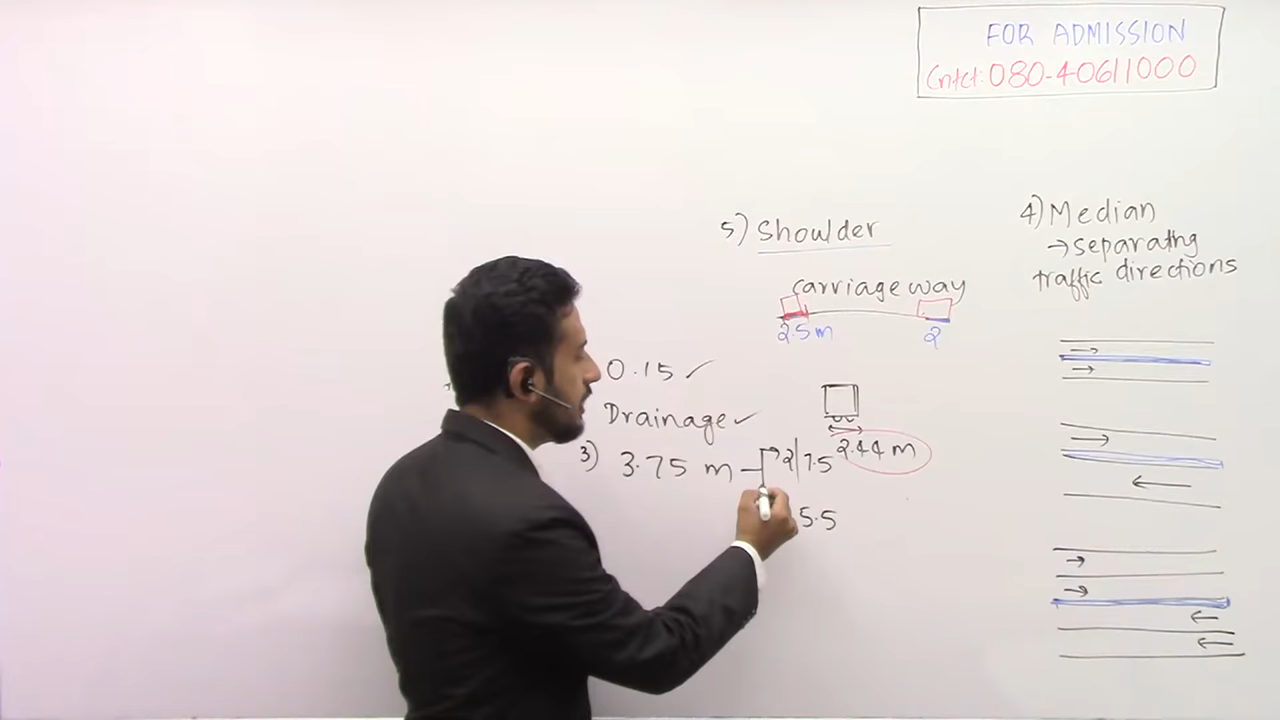 FOR ADMISSION
Cntct: 080-40611000
5) Shoulder
carriage way
2.5m 2
0.15 ✓
Drainage ✓
2.44 m
3) 3.75 m 2|7.5
5.5
4) Median
→ separating
traffic directions